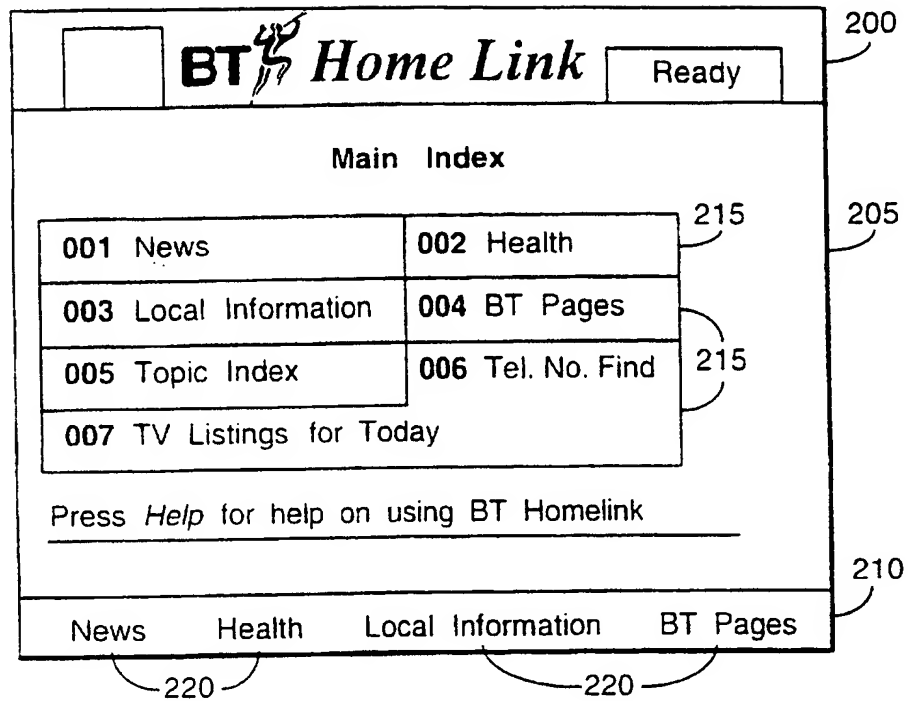 200
BT Home Link Ready
Main Index
215
205
001 News 002 Health
003 Local Information 004 BT Pages
005 Topic Index 006 Tel. No. Find 215
007 TV Listings for Today
Press Help for help on using BT Homelink
210
News Health Local Information BT Pages
220 220